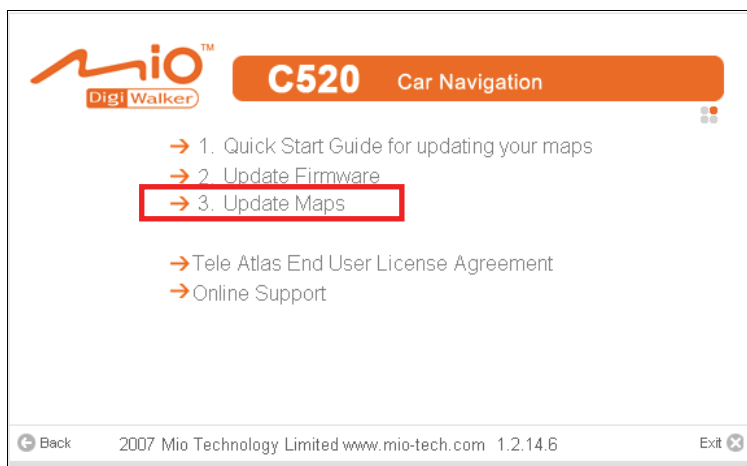 Mio™
DigiWalker
C520 Car Navigation
1. Quick Start Guide for updating your maps
2. Update Firmware
3. Update Maps
Tele Atlas End User License Agreement
Online Support
Back 2007 Mio Technology Limited www.mio-tech.com 1.2.14.6 Exit